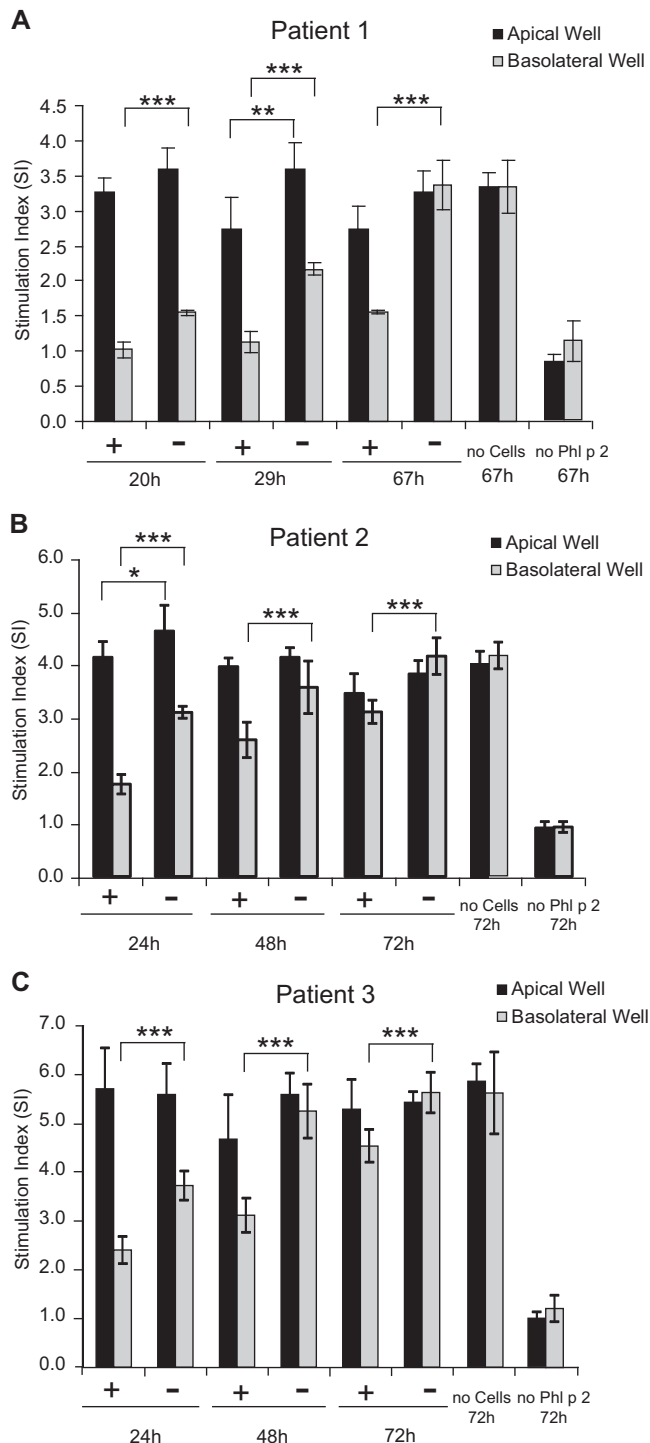 A
Patient 1
Apical Well
Basolateral Well
Stimulation Index (SI)
4.5
4.0
3.5
3.0
2.5
2.0
1.5
1.0
0.5
0.0
***
**
***
***
+ - + - + - no Cells no Phl p 2
20h 29h 67h 67h 67h
B
Patient 2
Apical Well
Basolateral Well
Stimulation Index (SI)
6.0
5.0
4.0
3.0
2.0
1.0
0.0
***
*
***
***
+ - + - + - no Cells no Phl p 2
24h 48h 72h 72h 72h
C
Patient 3
Apical Well
Basolateral Well
Stimulation Index (SI)
7.0
6.0
5.0
4.0
3.0
2.0
1.0
0.0
***
***
***
+ - + - + - no Cells no Phl p 2
24h 48h 72h 72h 72h